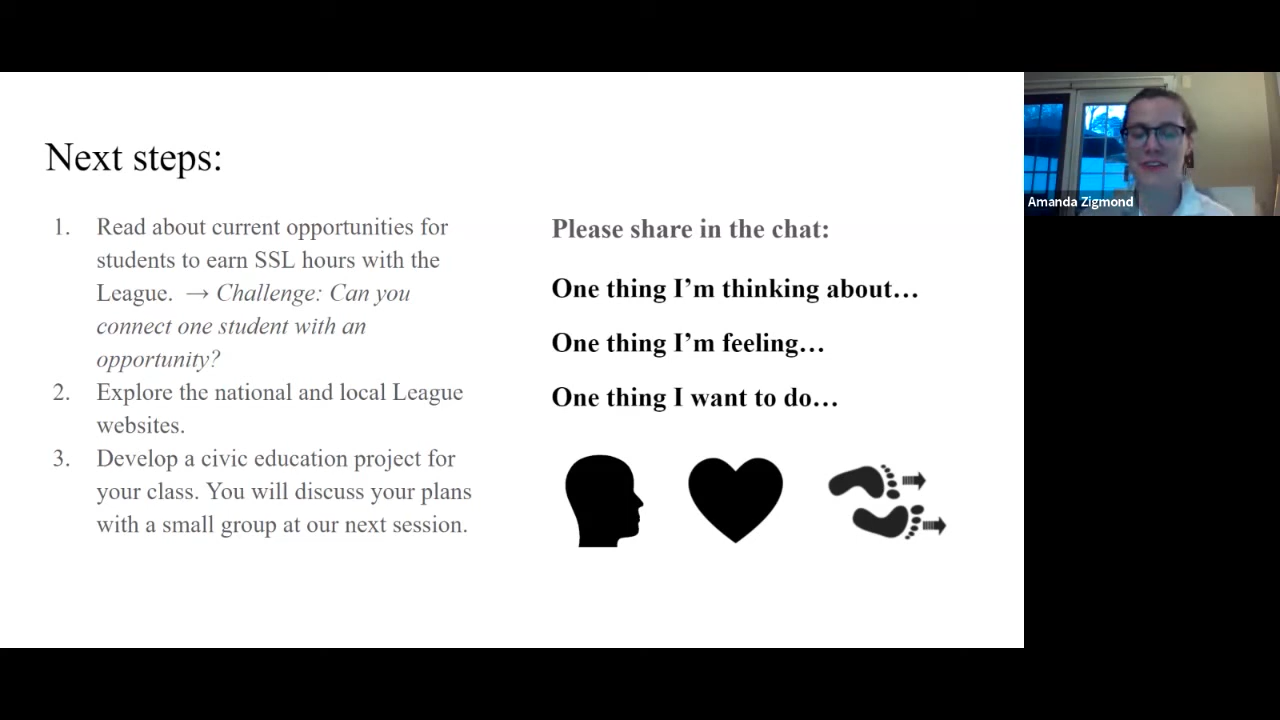 Next steps:
1. Read about current opportunities for
students to earn SSL hours with the
League. → Challenge: Can you
connect one student with an
opportunity?
2. Explore the national and local League
websites.
3. Develop a civic education project for
your class. You will discuss your plans
with a small group at our next session.
Please share in the chat:
One thing I’m thinking about…
One thing I’m feeling…
One thing I want to do…
Amanda Zigmond